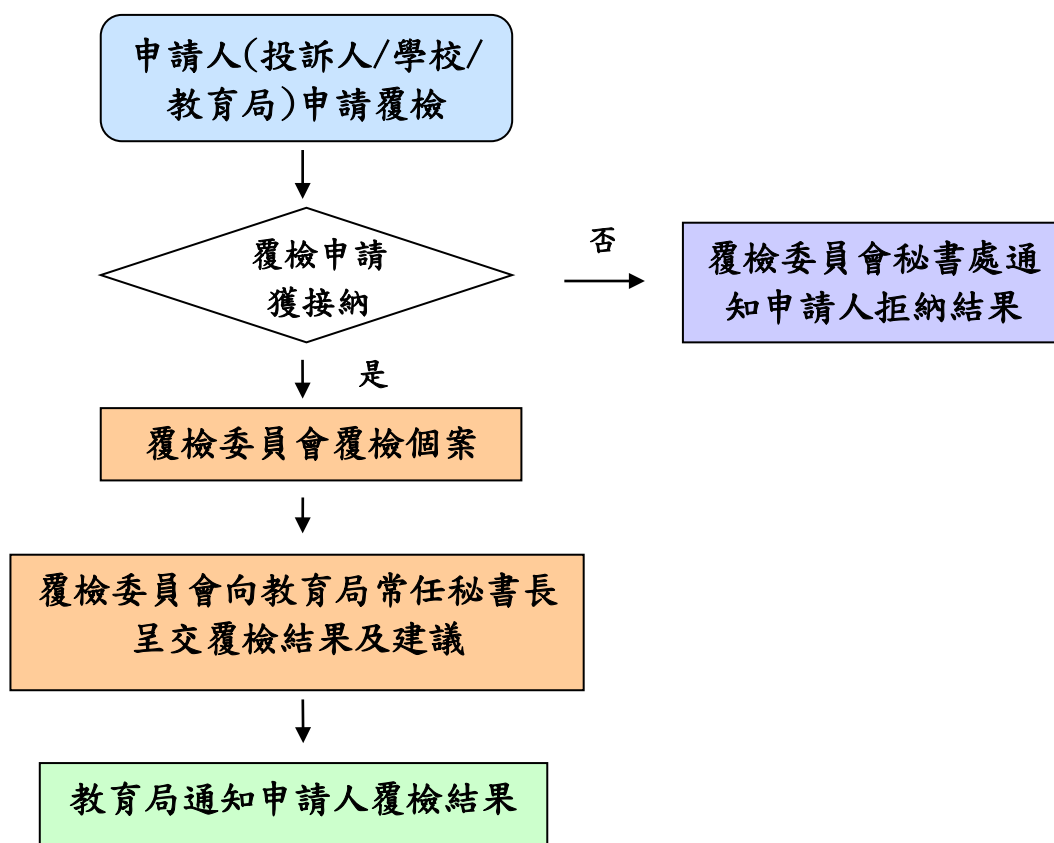 申請人(投訴人/學校/
教育局)申請覆檢
覆檢申請
獲接納
否
覆檢委員會秘書處通
知申請人拒納結果
是
覆檢委員會覆檢個案
覆檢委員會向教育局常任秘書長
呈交覆檢結果及建議
教育局通知申請人覆檢結果